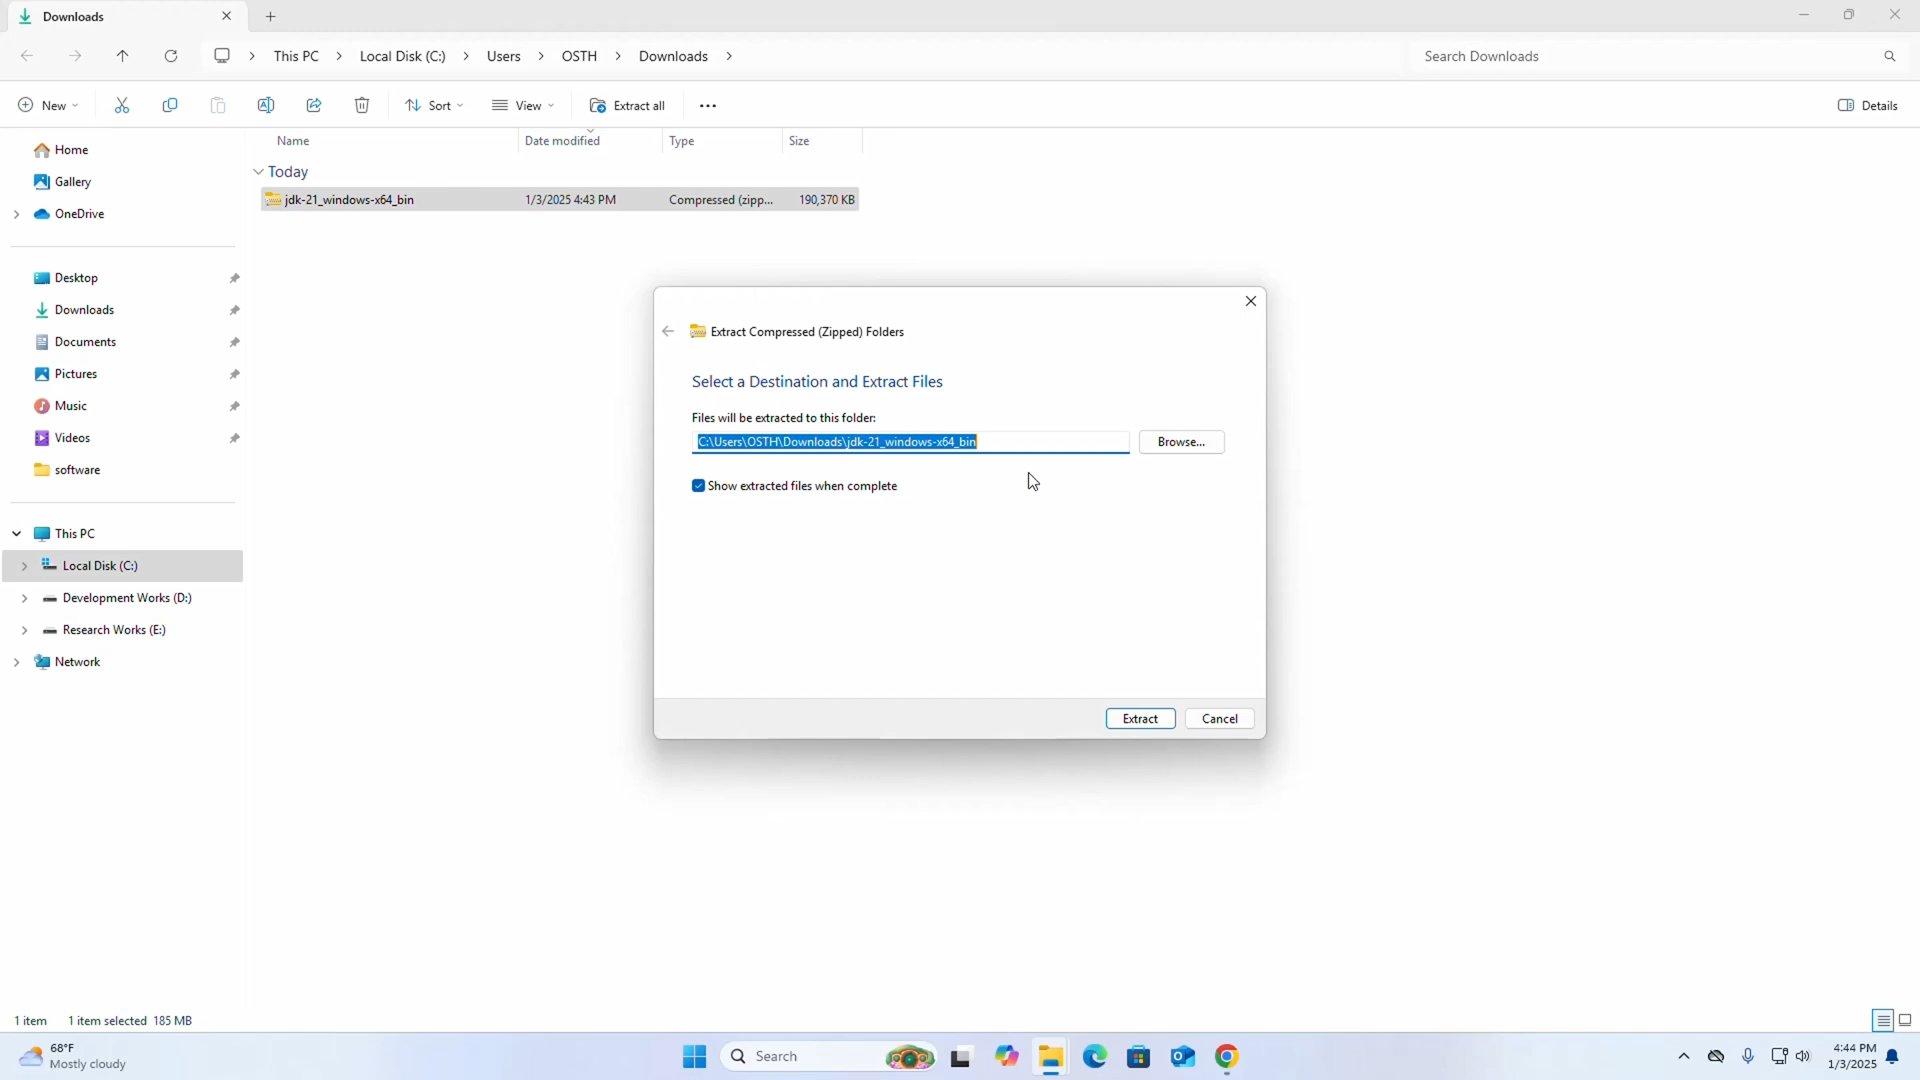 Downloads
This PC
Local Disk (C:)
Users
OSTH
Downloads
Search Downloads
New
Sort
View
Extract all
Details
Name
Date modified
Type
Size
Today
jdk-21_windows-x64_bin
1/3/2025 4:43 PM
Compressed (zipp...
190,370 KB
Home
Gallery
OneDrive
Desktop
Downloads
Documents
Pictures
Music
Videos
software
This PC
Local Disk (C:)
Development Works (D:)
Research Works (E:)
Network
Extract Compressed (Zipped) Folders
Select a Destination and Extract Files
Files will be extracted to this folder:
C:\Users\OSTH\Downloads\jdk-21_windows-x64_bin
Browse...
Show extracted files when complete
Extract
Cancel
1 item
1 item selected 185 MB
68°F
Mostly cloudy
Search
4:44 PM
1/3/2025